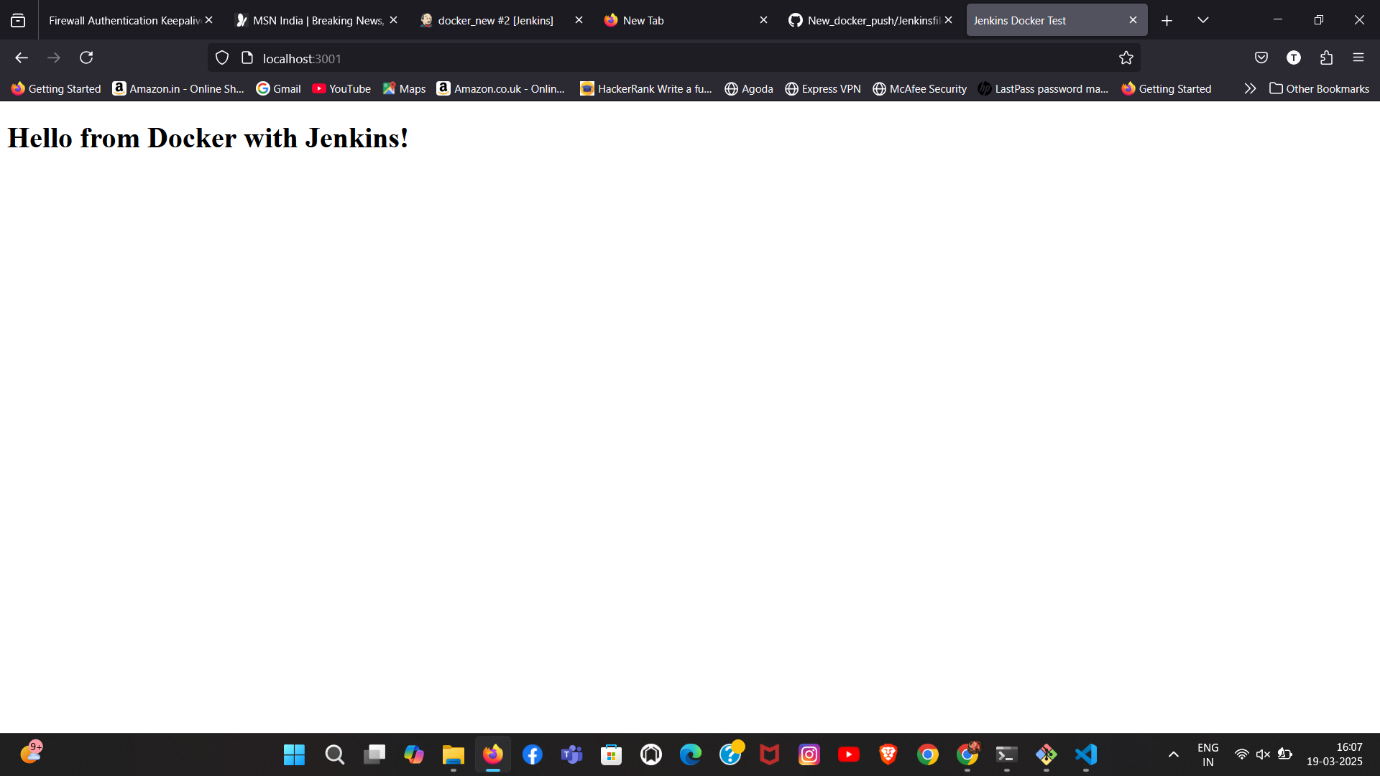 Firewall Authentication Keepaliv
MSN India | Breaking News,
docker_new #2 [Jenkins]
New Tab
New_docker_push/Jenkinsfil
Jenkins Docker Test
localhost:3001
T
Getting Started
Amazon.in - Online Sh...
Gmail
YouTube
Maps
Amazon.co.uk - Onlin...
HackerRank Write a fu...
Agoda
Express VPN
McAfee Security
LastPass password ma...
Getting Started
Other Bookmarks
Hello from Docker with Jenkins!
9+
ENG
IN
16:07
19-03-2025